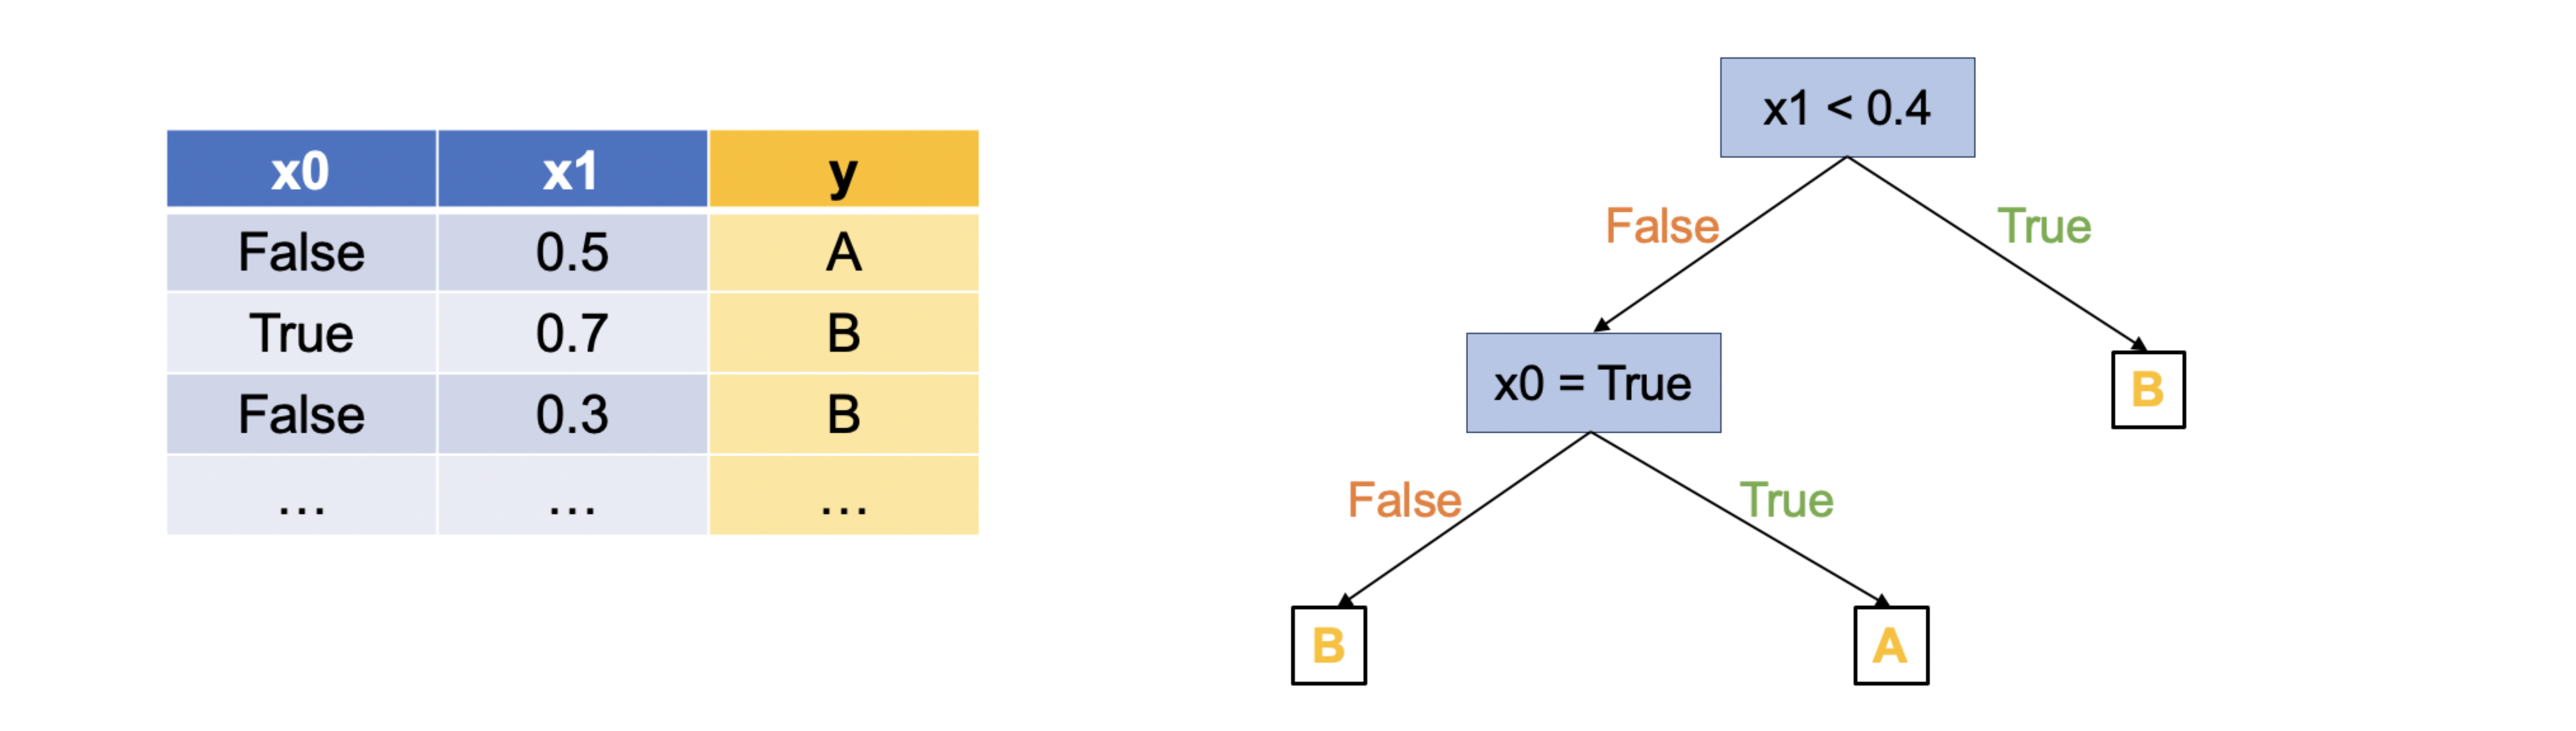 x0 x1 y
False 0.5 A
True 0.7 B
False 0.3 B
... ... ...
x1 < 0.4
False True
x0 = True
B
False True
B A